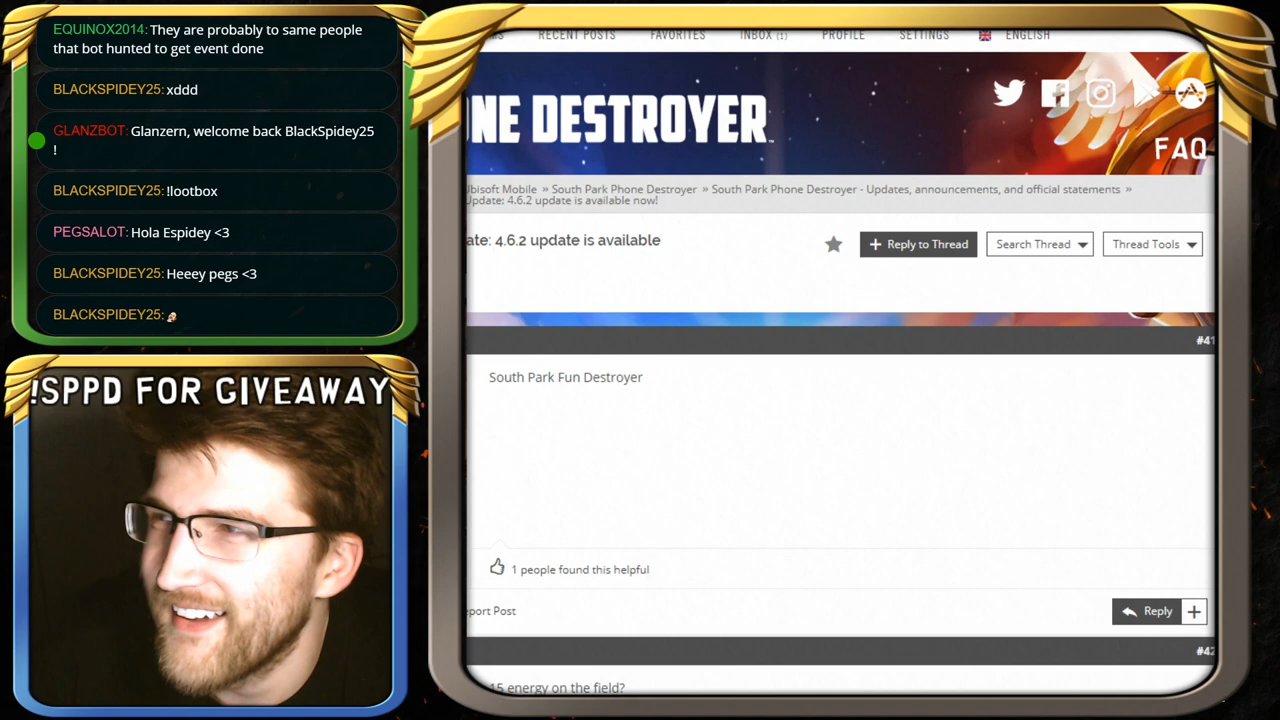 EQUINOX2014: They are probably to same people
that bot hunted to get event done
BLACKSPIDEY25: xddd
GLANZBOT: Glanzern, welcome back BlackSpidey25
!
BLACKSPIDEY25: !lootbox
PEGSALOT: Hola Espidey <3
BLACKSPIDEY25: Heeey pegs <3
BLACKSPIDEY25:
!SPPD FOR GIVEAWAY
RECENT POSTS FAVORITES INBOX (1) PROFILE SETTINGS ENGLISH
NE DESTROYER
FAQ
Ubisoft Mobile » South Park Phone Destroyer » South Park Phone Destroyer - Updates, announcements, and official statements »
Update: 4.6.2 update is available now!
ate: 4.6.2 update is available
+ Reply to Thread
Search Thread
Thread Tools
#41
South Park Fun Destroyer
1 people found this helpful
eport Post
Reply +
#42
15 energy on the field?